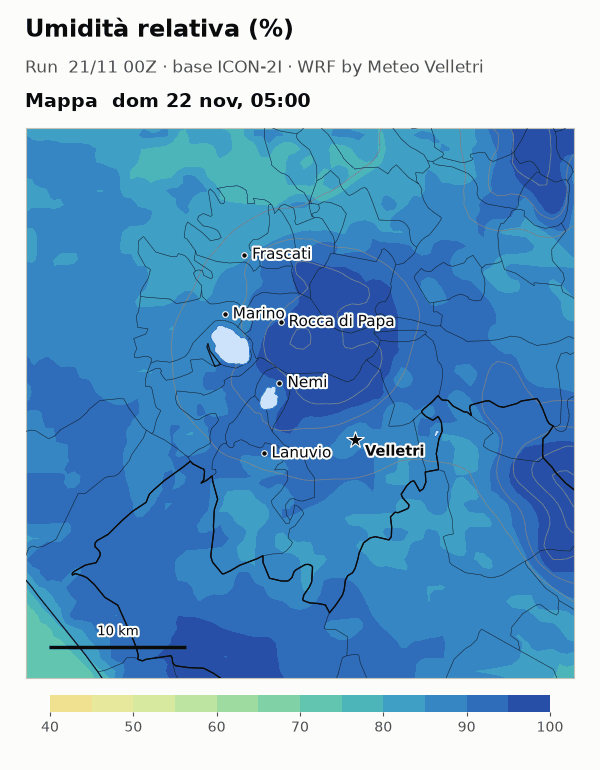 Umidità relativa (%)
Run  21/11 00Z · base ICON-2I · WRF by Meteo Velletri
Mappa  dom 22 nov, 05:00
Frascati
Marino
Rocca di Papa
Nemi
Velletri
Lanuvio
10 km
40 50 60 70 80 90 100